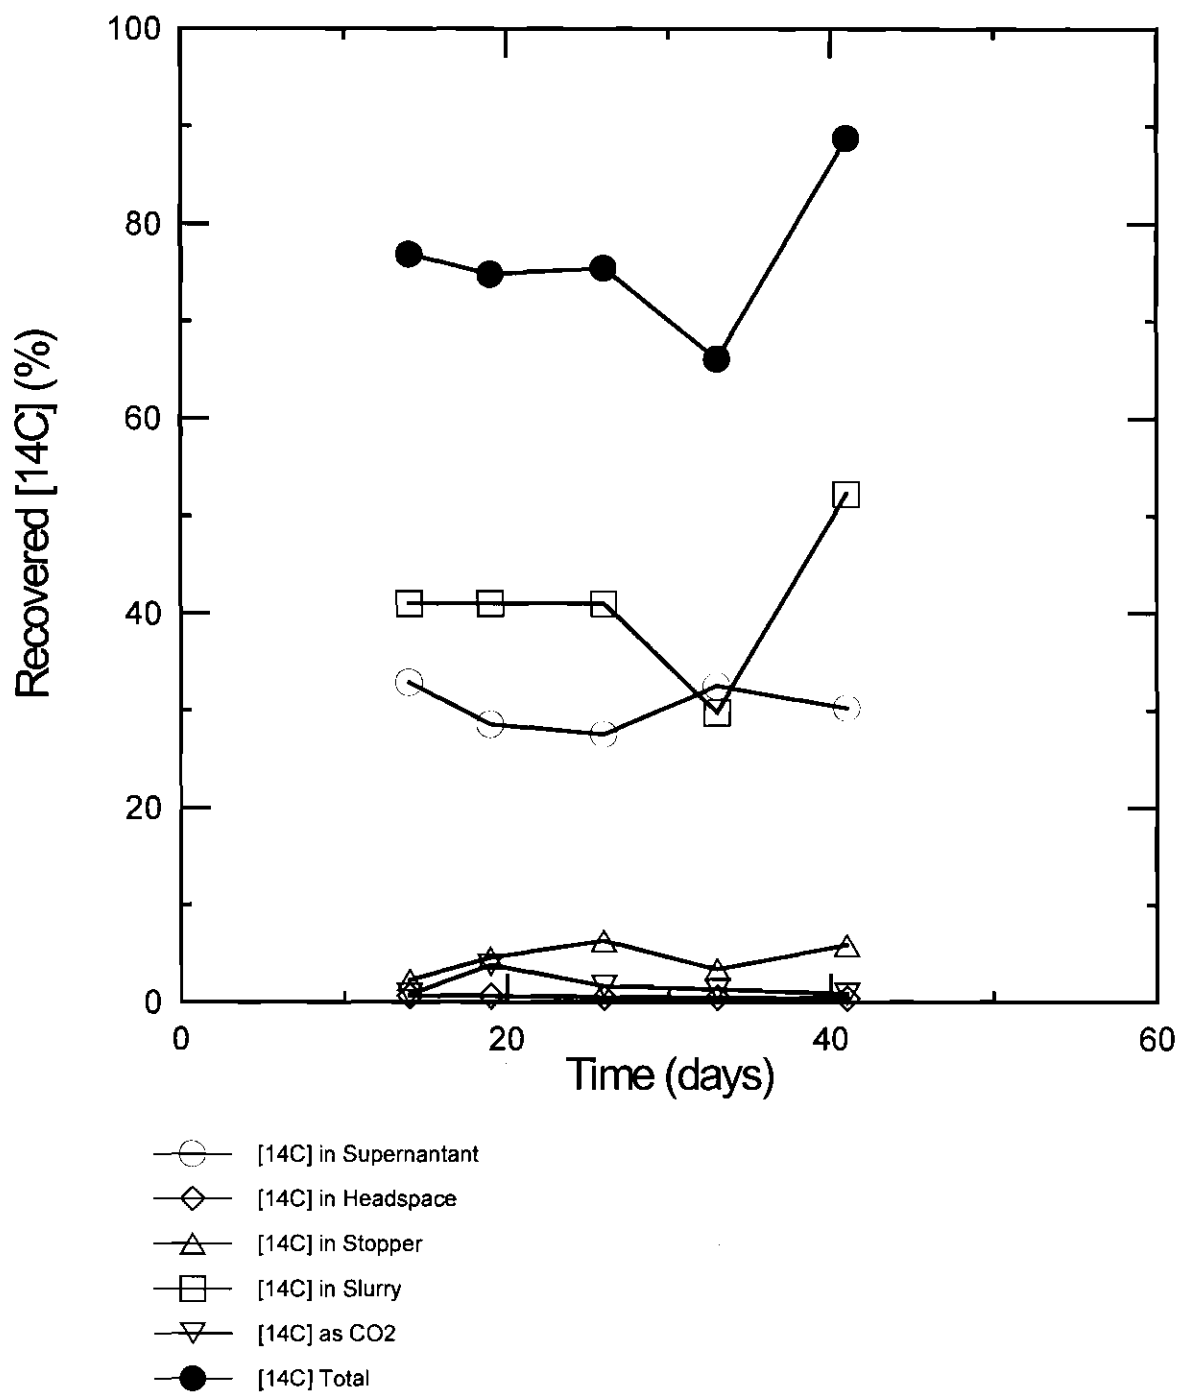 100
80
60
40
20
0
Recovered [14C] (%)
0 20 40 60
Time (days)
[14C] in Supernantant
[14C] in Headspace
[14C] in Stopper
[14C] in Slurry
[14C] as CO2
[14C] Total